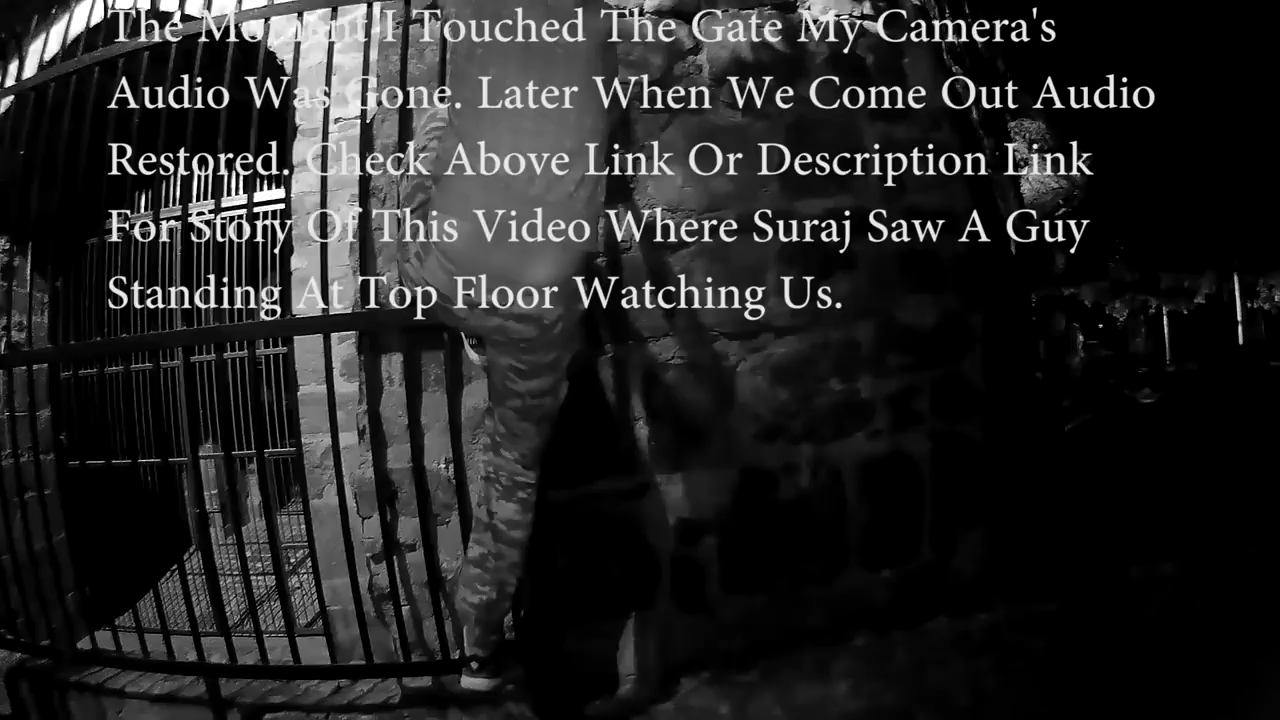 The Moment I Touched The Gate My Camera's
Audio Was Gone. Later When We Come Out Audio
Restored. Check Above Link Or Description Link
For Story Of This Video Where Suraj Saw A Guy
Standing At Top Floor Watching Us.